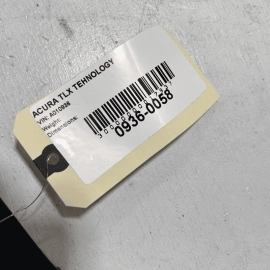 ACURA TLX TEHNOLOGY
VIN: A010936
Weight:
Dimensions:
0936-0058